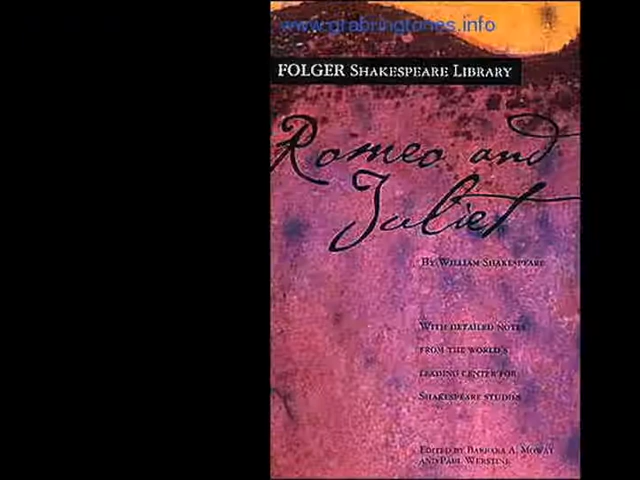 www.grabringtones.info
FOLGER SHAKESPEARE LIBRARY
Romeo and
Juliet
BY WILLIAM SHAKESPEARE
WITH DETAILED NOTES
FROM THE WORLD'S
LEADING CENTER FOR
SHAKESPEARE STUDIES
EDITED BY BARBARA A. MOWAT
AND PAUL WERSTINE